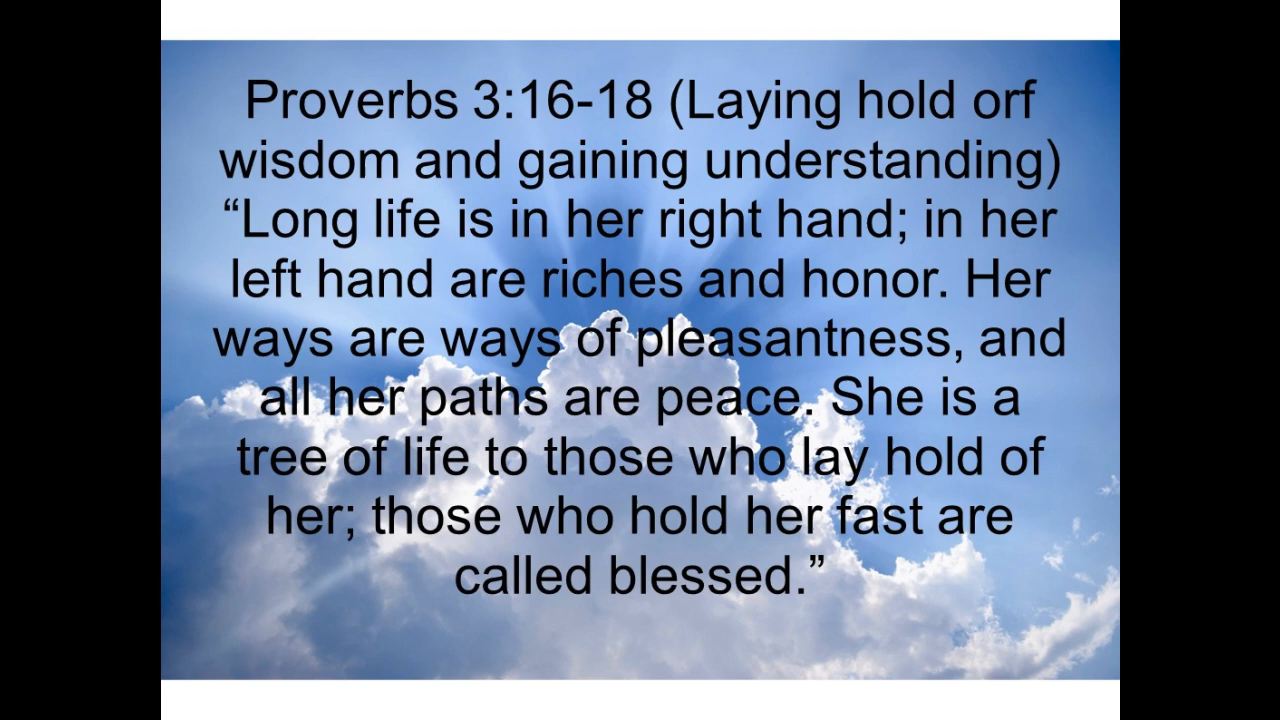 Proverbs 3:16-18 (Laying hold orf
wisdom and gaining understanding)
“Long life is in her right hand; in her
left hand are riches and honor. Her
ways are ways of pleasantness, and
all her paths are peace. She is a
tree of life to those who lay hold of
her; those who hold her fast are
called blessed.”